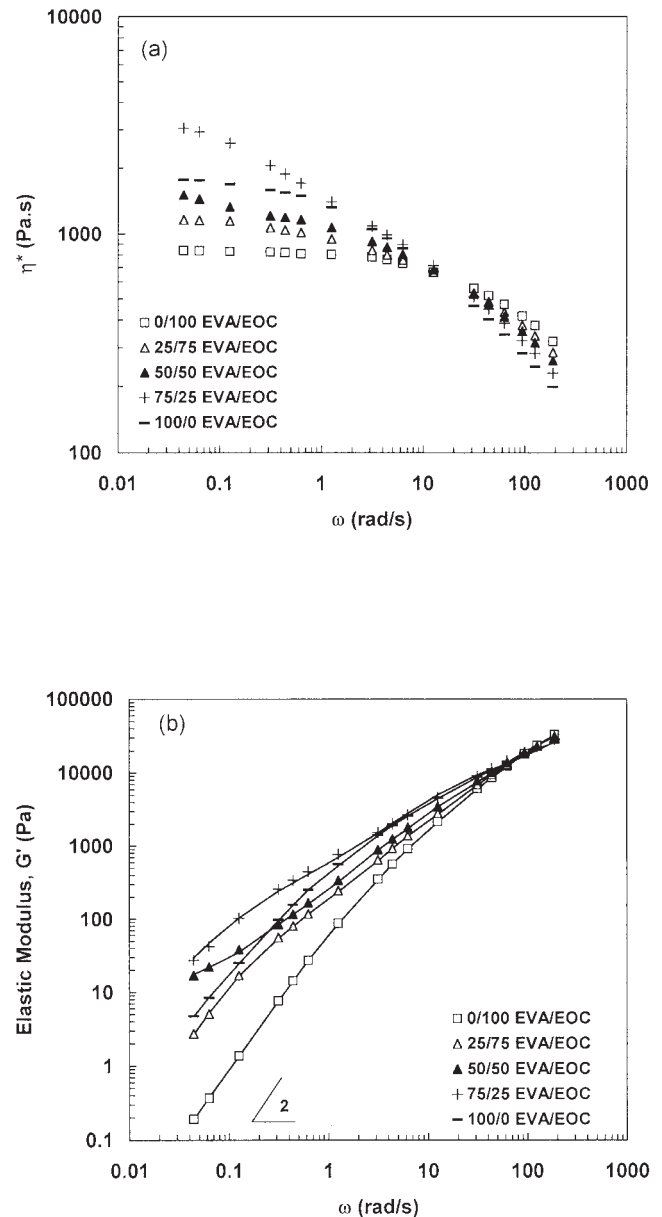 10000
(a)
η* (Pa.s)
1000
0/100 EVA/EOC
25/75 EVA/EOC
50/50 EVA/EOC
75/25 EVA/EOC
100/0 EVA/EOC
100
0.01 0.1 1 10 100 1000
ω (rad/s)
100000
(b)
10000
1000
Elastic Modulus, G' (Pa)
100
10
0/100 EVA/EOC
25/75 EVA/EOC
1
50/50 EVA/EOC
75/25 EVA/EOC
2
100/0 EVA/EOC
0.1
0.01 0.1 1 10 100 1000
ω (rad/s)